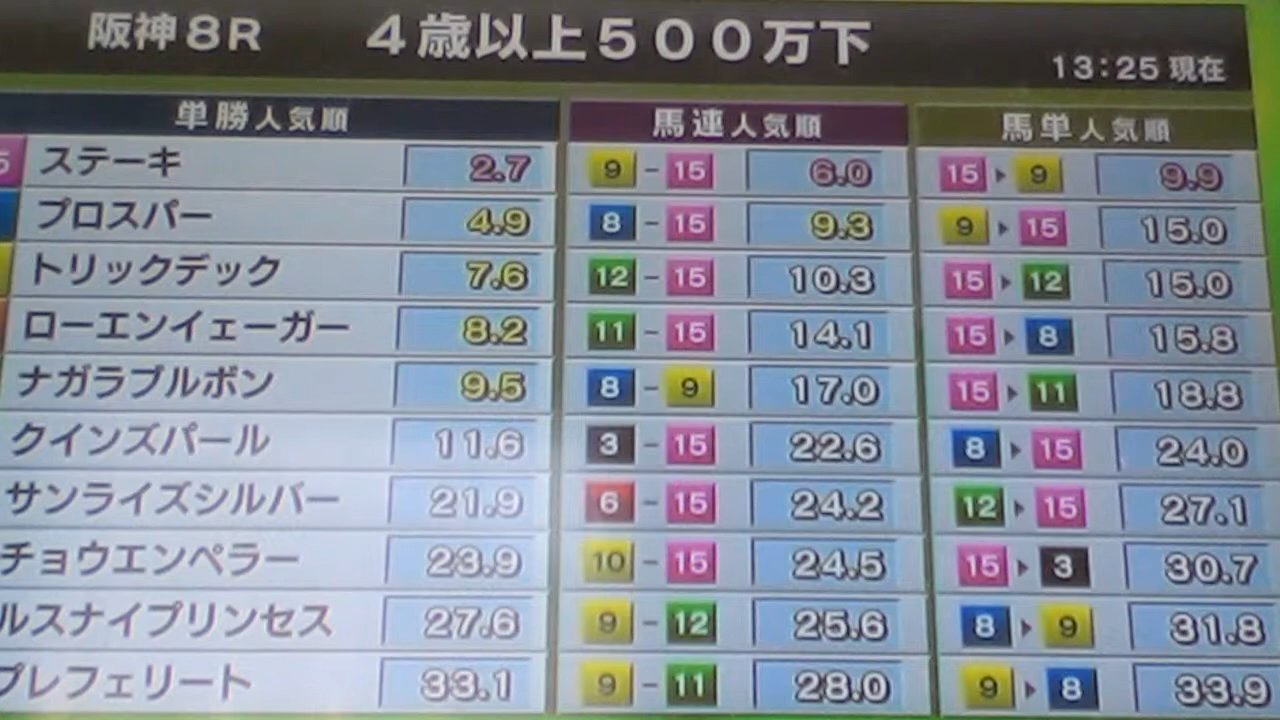 阪神8R 4歳以上500万下 13:25現在
単勝人気順 馬連人気順 馬単人気順
5 ステーキ 2.7 9-15 6.0 15▶9 9.9
プロスパー 4.9 8-15 9.3 9▶15 15.0
トリックデック 7.6 12-15 10.3 15▶12 15.0
ローエンイェーガー 8.2 11-15 14.1 15▶8 15.8
ナガラブルボン 9.5 8-9 17.0 15▶11 18.8
クインズパール 11.6 3-15 22.6 8▶15 24.0
サンライズシルバー 21.9 6-15 24.2 12▶15 27.1
チョウエンペラー 23.9 10-15 24.5 15▶3 30.7
ルスナイプリンセス 27.6 9-12 25.6 8▶9 31.8
プレフェリート 33.1 9-11 28.0 9▶8 33.9